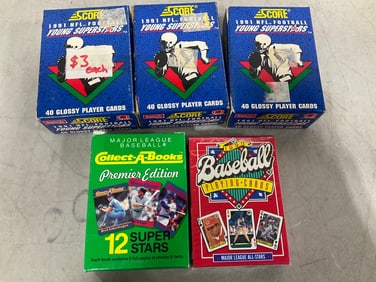 SCORE
1991 NFL FOOTBALL
YOUNG SUPERSTARS
$3
each
40 GLOSSY PLAYER CARDS
SCORE
1991 NFL FOOTBALL
YOUNG SUPERSTARS
40 GLOSSY PLAYER CARDS
SCORE
1991 NFL FOOTBALL
YOUNG SUPERSTARS
40 GLOSSY PLAYER CARDS
MAJOR LEAGUE
BASEBALL®
Collect-A-Books
Premier Edition
12 SUPER
STARS
1990
Baseball
PLAYING·CARDS
MAJOR LEAGUE ALL-STARS